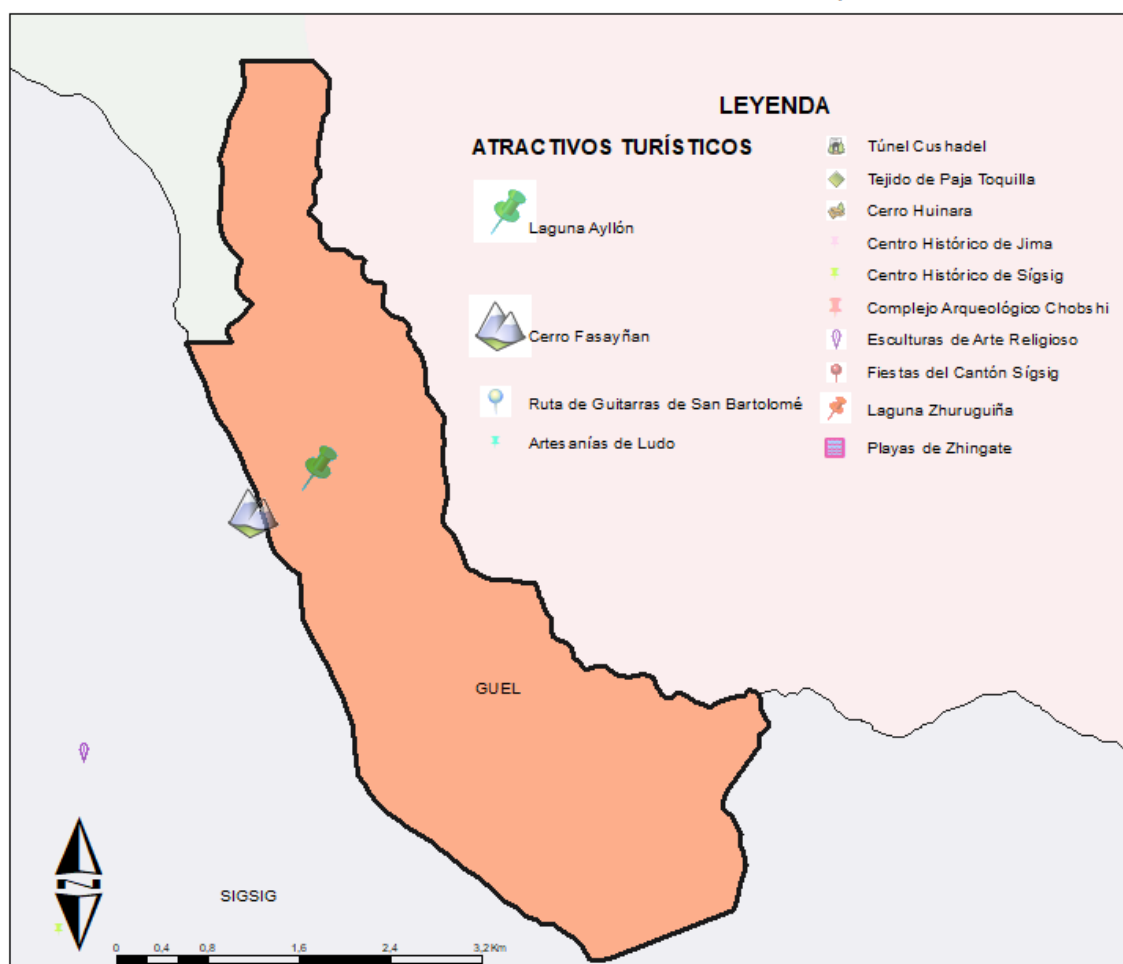 LEYENDA
ATRACTIVOS TURÍSTICOS
Laguna Ayllón
Cerro Fasayñan
Ruta de Guitarras de San Bartolomé
Artesanías de Ludo
Túnel Cushadel
Tejido de Paja Toquilla
Cerro Huinara
Centro Histórico de Jima
Centro Histórico de Sígsig
Complejo Arqueológico Chobshi
Esculturas de Arte Religioso
Fiestas del Cantón Sígsig
Laguna Zhuruguiña
Playas de Zhingate
GUEL
SIGSIG
N
0 0,4 0,8 1,6 2,4 3,2 Km